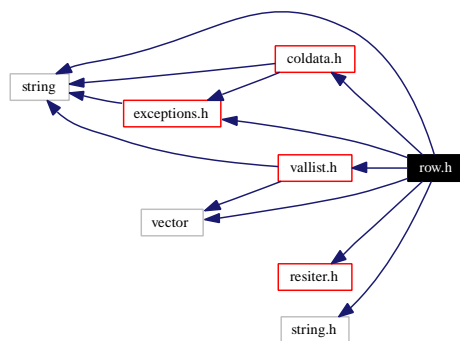 coldata.h
string
exceptions.h
vallist.h
row.h
vector
resiter.h
string.h